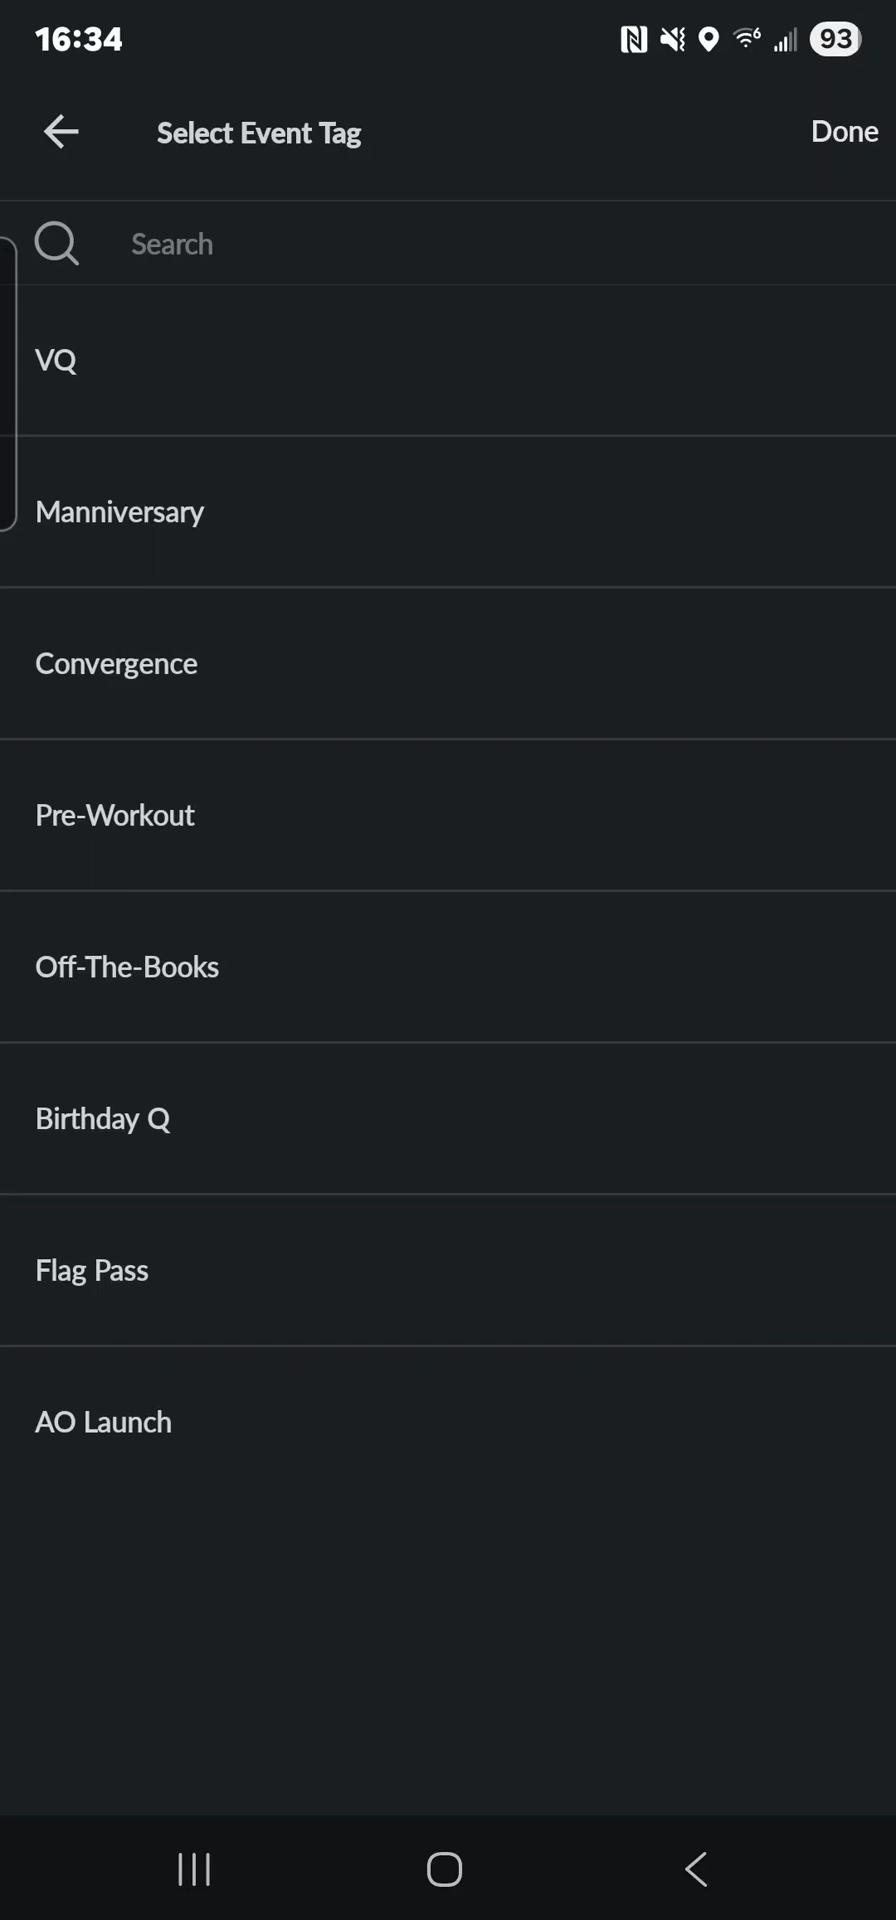 16:34
6
93
Select Event Tag
Done
Search
VQ
Manniversary
Convergence
Pre-Workout
Off-The-Books
Birthday Q
Flag Pass
AO Launch